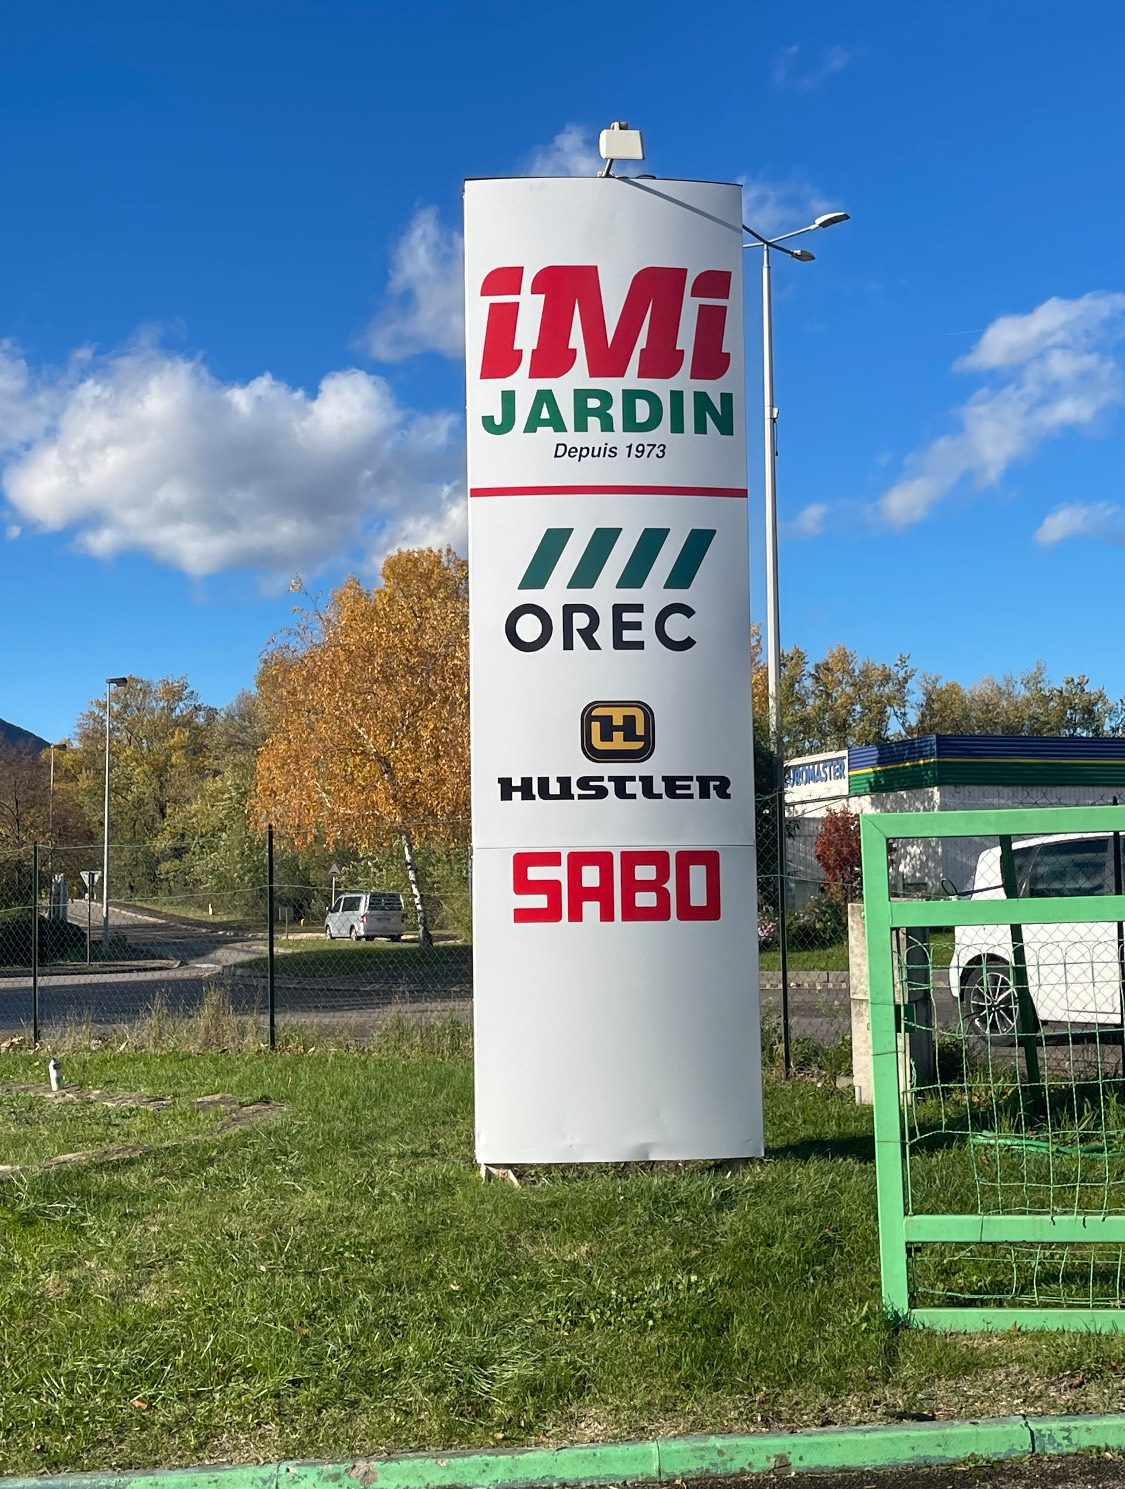 iMi
JARDIN
Depuis 1973
OREC
HUSTLER
SABO